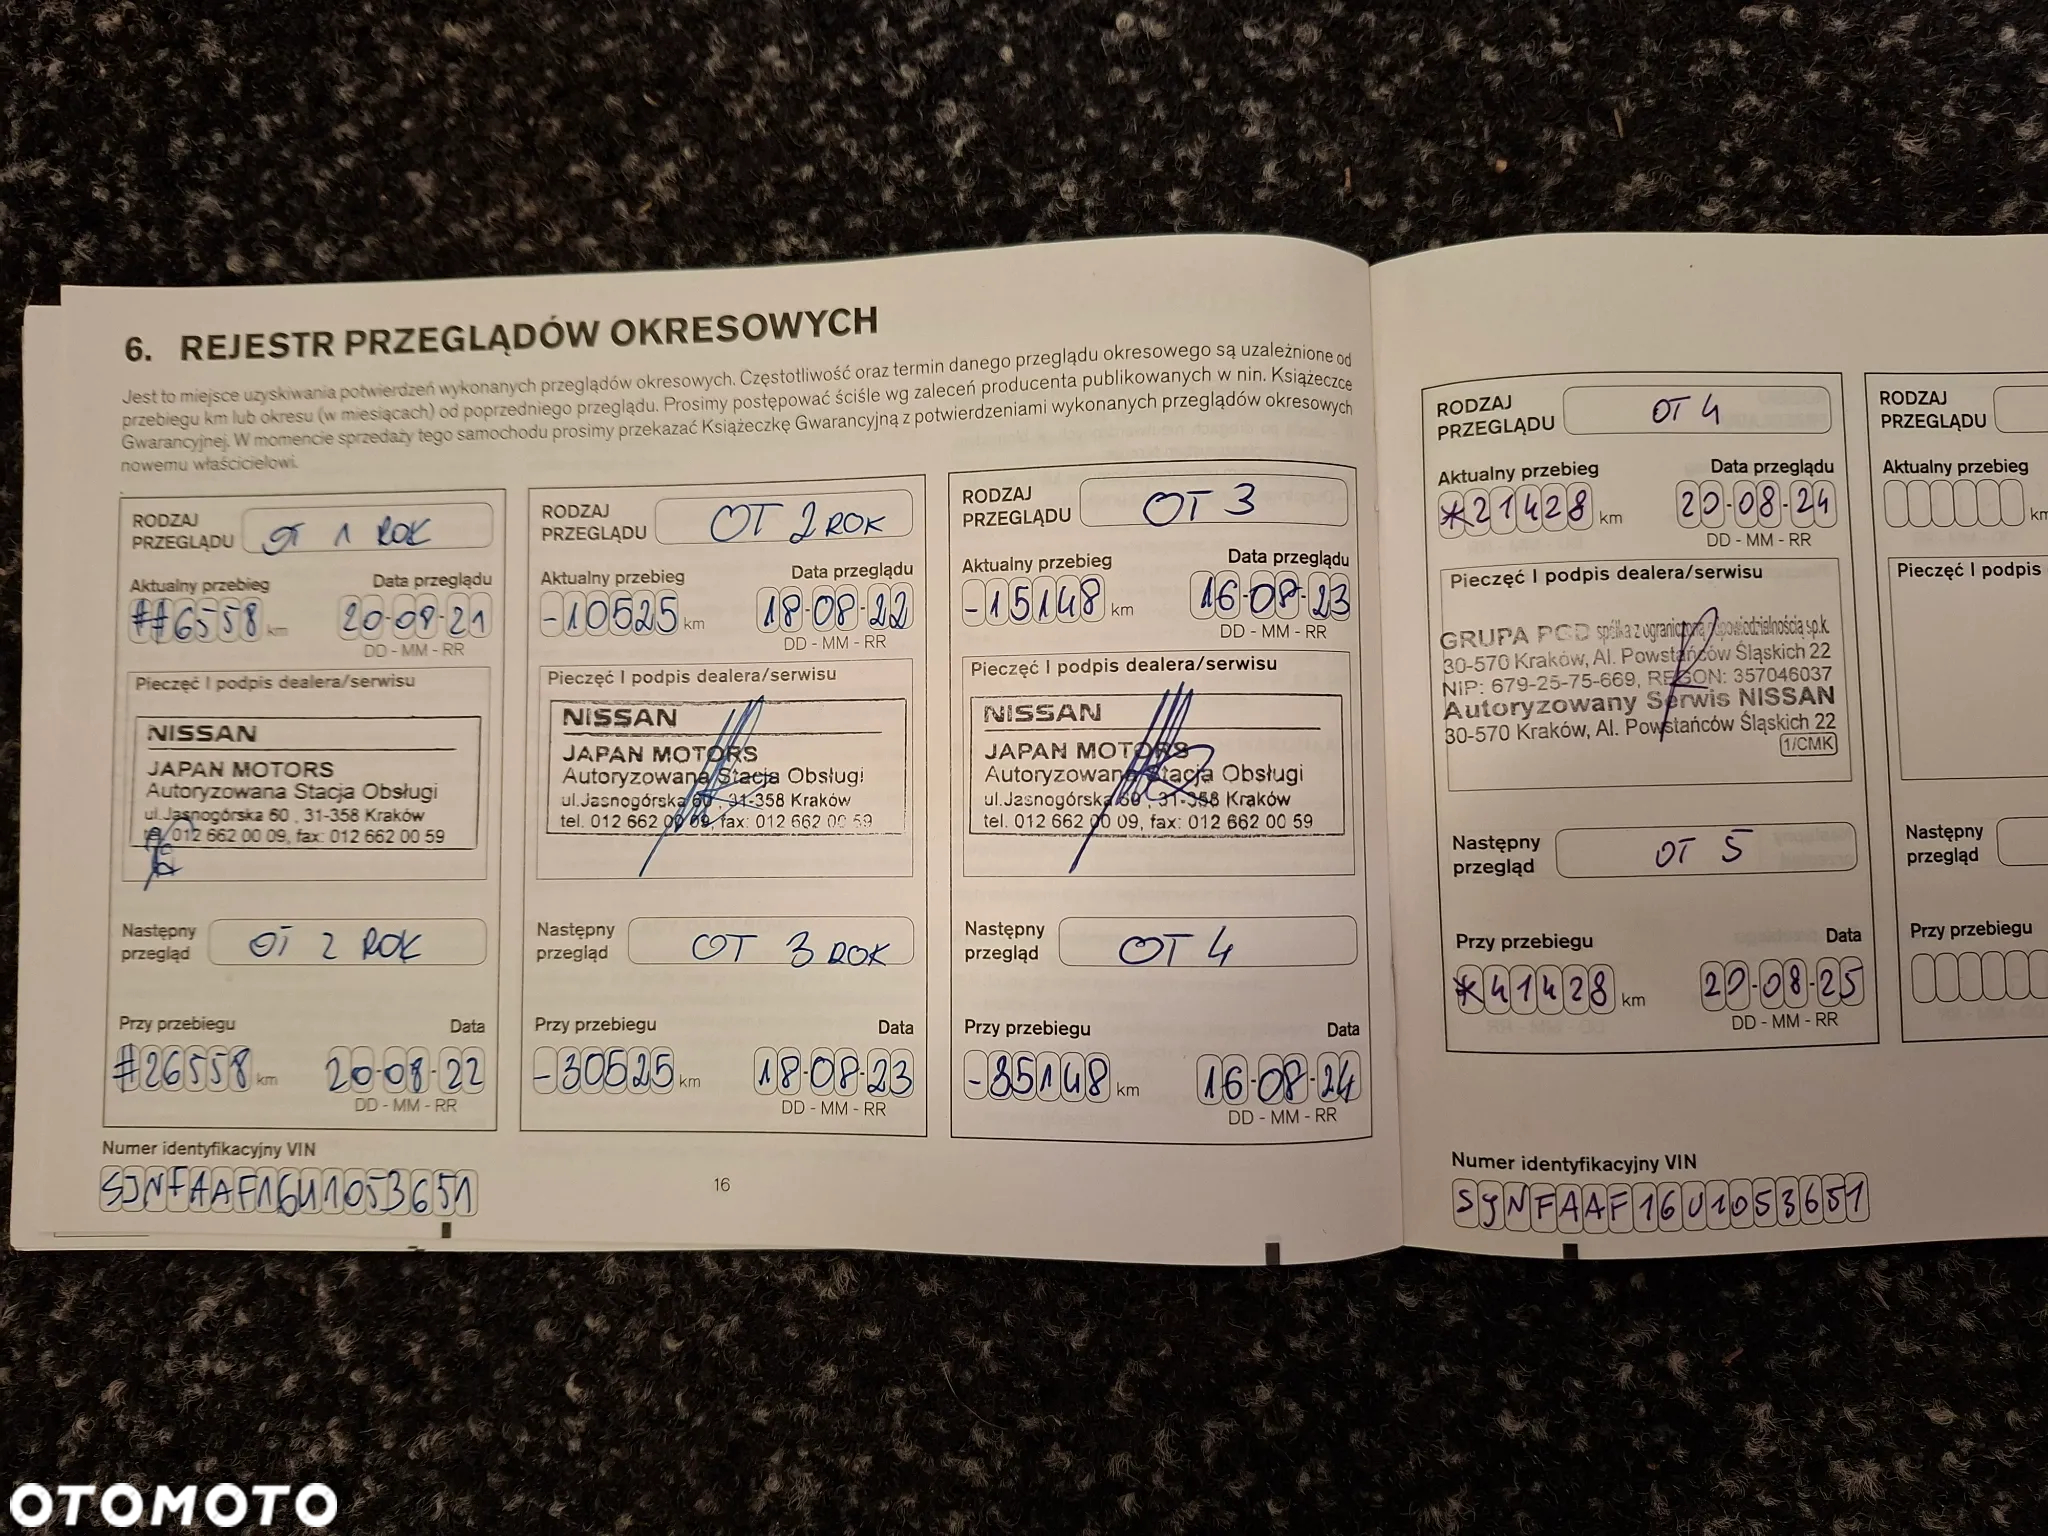 6. REJESTR PRZEGLĄDÓW OKRESOWYCH
Jest to miejsce uzyskiwania potwierdzeń wykonanych przeglądów okresowych. Częstotliwość oraz termin danego przeglądu okresowego są uzależnione od
przebiegu km lub okresu (w miesiącach) od poprzedniego przeglądu. Prosimy postępować ściśle wg zaleceń producenta publikowanych w nin. Książeczce
Gwarancyjnej. W momencie sprzedaży tego samochodu prosimy przekazać Książeczkę Gwarancyjną z potwierdzeniami wykonanych przeglądów okresowych
nowemu właścicielowi.
RODZAJ
PRZEGLĄDU
OT 1 ROK
Aktualny przebieg
Data przeglądu
##6558 km
20-08-21
DD - MM - RR
Pieczęć I podpis dealera/serwisu
NISSAN
JAPAN MOTORS
Autoryzowana Stacja Obsługi
ul.Jasnogórska 60 , 31-358 Kraków
tel. 012 662 00 09, fax: 012 662 00 59
Następny
przegląd
OT 2 ROK
Przy przebiegu
Data
#26558 km
20-08-22
DD - MM - RR
Numer identyfikacyjny VIN
SJNFAAF16U1053651
RODZAJ
PRZEGLĄDU
OT 2 ROK
Aktualny przebieg
Data przeglądu
-10525 km
18-08-22
DD - MM - RR
Pieczęć I podpis dealera/serwisu
NISSAN
JAPAN MOTORS
Autoryzowana Stacja Obsługi
ul.Jasnogórska 60 , 31-358 Kraków
tel. 012 662 00 09, fax: 012 662 00 59
Następny
przegląd
OT 3 ROK
Przy przebiegu
Data
-30525 km
18-08-23
DD - MM - RR
RODZAJ
PRZEGLĄDU
OT 3
Aktualny przebieg
Data przeglądu
-15148 km
16-08-23
DD - MM - RR
Pieczęć I podpis dealera/serwisu
NISSAN
JAPAN MOTORS
Autoryzowana Stacja Obsługi
ul.Jasnogórska 60 , 31-358 Kraków
tel. 012 662 00 09, fax: 012 662 00 59
Następny
przegląd
OT 4
Przy przebiegu
Data
-35148 km
16-08-24
DD - MM - RR
16
RODZAJ
PRZEGLĄDU
OT 4
Aktualny przebieg
Data przeglądu
*21428 km
20-08-24
DD - MM - RR
Pieczęć I podpis dealera/serwisu
GRUPA PGD spółka z ograniczoną odpowiedzialnością sp.k.
30-570 Kraków, Al. Powstańców Śląskich 22
NIP: 679-25-75-669, REGON: 357046037
Autoryzowany Serwis NISSAN
30-570 Kraków, Al. Powstańców Śląskich 22
1/CMK
Następny
przegląd
OT 5
Przy przebiegu
Data
*41428 km
20-08-25
DD - MM - RR
Numer identyfikacyjny VIN
SJNFAAF16U1053651
RODZAJ
PRZEGLĄDU
Aktualny przebieg
km
Pieczęć I podpis
Następny
przegląd
Przy przebiegu
OTOMOTO